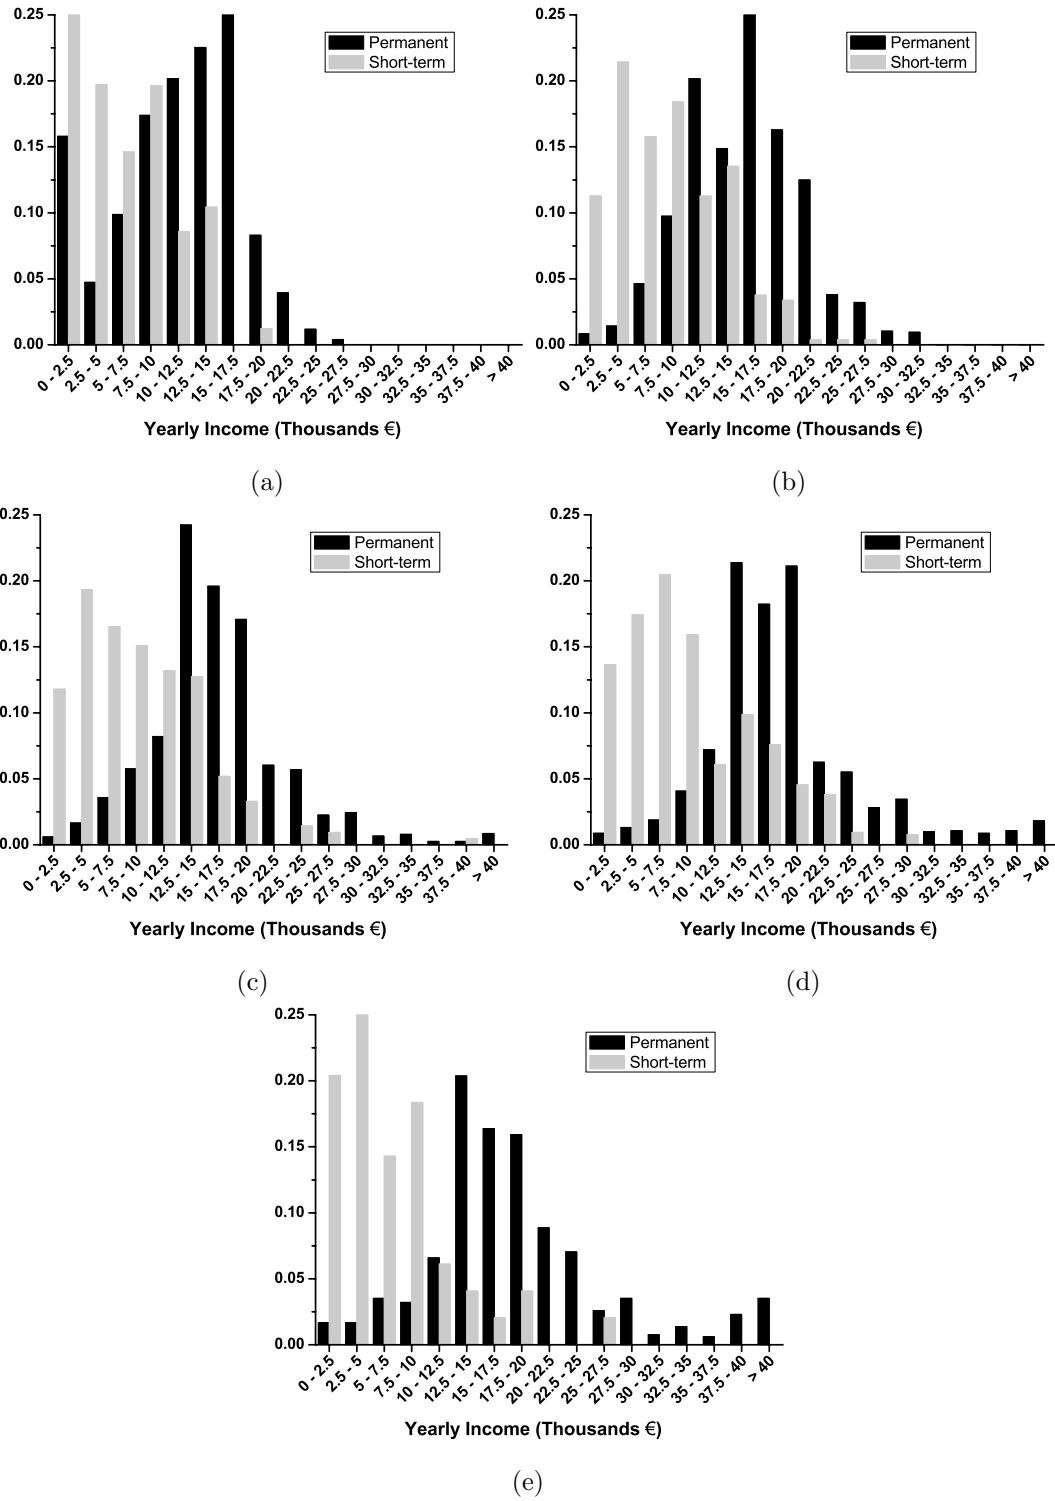 0.25
0.20
0.15
0.10
0.05
0.00
Permanent
Short-term
0 - 2.5
2.5 - 5
5 - 7.5
7.5 - 10
10 - 12.5
12.5 - 15
15 - 17.5
17.5 - 20
20 - 22.5
22.5 - 25
25 - 27.5
27.5 - 30
30 - 32.5
32.5 - 35
35 - 37.5
37.5 - 40
> 40
Yearly Income (Thousands €)
(a)
0.25
0.20
0.15
0.10
0.05
0.00
Permanent
Short-term
0 - 2.5
2.5 - 5
5 - 7.5
7.5 - 10
10 - 12.5
12.5 - 15
15 - 17.5
17.5 - 20
20 - 22.5
22.5 - 25
25 - 27.5
27.5 - 30
30 - 32.5
32.5 - 35
35 - 37.5
37.5 - 40
> 40
Yearly Income (Thousands €)
(b)
0.25
0.20
0.15
0.10
0.05
0.00
Permanent
Short-term
0 - 2.5
2.5 - 5
5 - 7.5
7.5 - 10
10 - 12.5
12.5 - 15
15 - 17.5
17.5 - 20
20 - 22.5
22.5 - 25
25 - 27.5
27.5 - 30
30 - 32.5
32.5 - 35
35 - 37.5
37.5 - 40
> 40
Yearly Income (Thousands €)
(c)
0.25
0.20
0.15
0.10
0.05
0.00
Permanent
Short-term
0 - 2.5
2.5 - 5
5 - 7.5
7.5 - 10
10 - 12.5
12.5 - 15
15 - 17.5
17.5 - 20
20 - 22.5
22.5 - 25
25 - 27.5
27.5 - 30
30 - 32.5
32.5 - 35
35 - 37.5
37.5 - 40
> 40
Yearly Income (Thousands €)
(d)
0.25
0.20
0.15
0.10
0.05
0.00
Permanent
Short-term
0 - 2.5
2.5 - 5
5 - 7.5
7.5 - 10
10 - 12.5
12.5 - 15
15 - 17.5
17.5 - 20
20 - 22.5
22.5 - 25
25 - 27.5
27.5 - 30
30 - 32.5
32.5 - 35
35 - 37.5
37.5 - 40
> 40
Yearly Income (Thousands €)
(e)